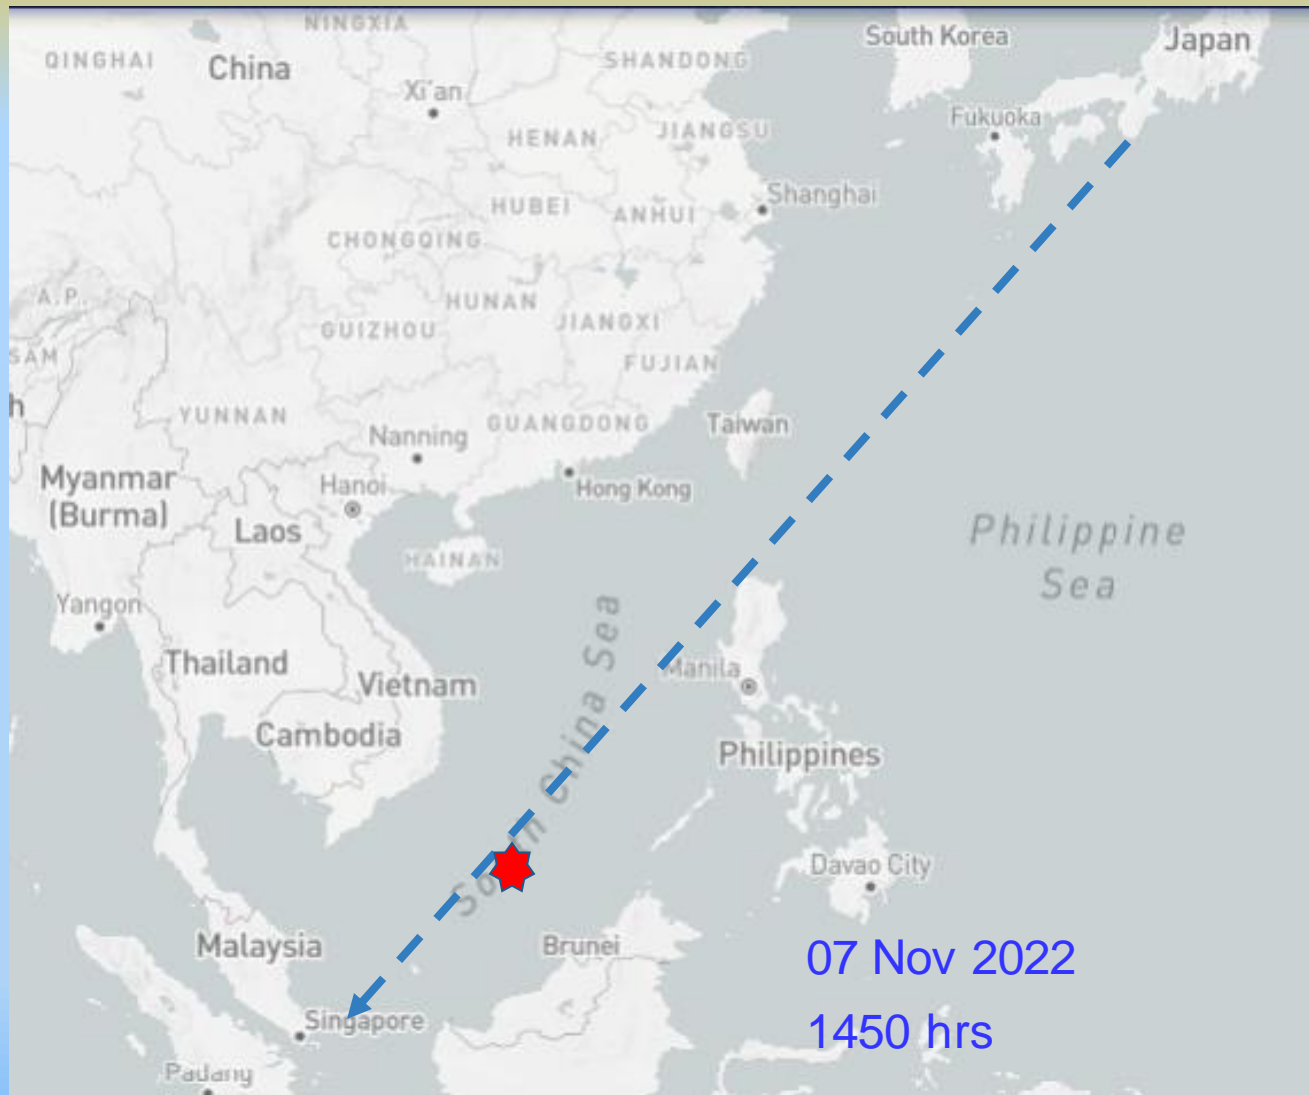 NINGXIA
South Korea
Japan
QINGHAI
China
SHANDONG
Xi'an
Fukuoka
HENAN
JIANGSU
Shanghai
HUBEI
ANHUI
CHONGQING
A.P.
HUNAN
GUIZHOU
JIANGXI
SAM
FUJIAN
h
YUNNAN
GUANGDONG
Taiwan
Nanning
Myanmar
(Burma)
Hanoi
Hong Kong
Laos
Philippine
Sea
HAINAN
Yangon
South China Sea
Thailand
Manila
Vietnam
Cambodia
Philippines
Davao City
Malaysia
Brunei
07 Nov 2022
Singapore
1450 hrs
Padang